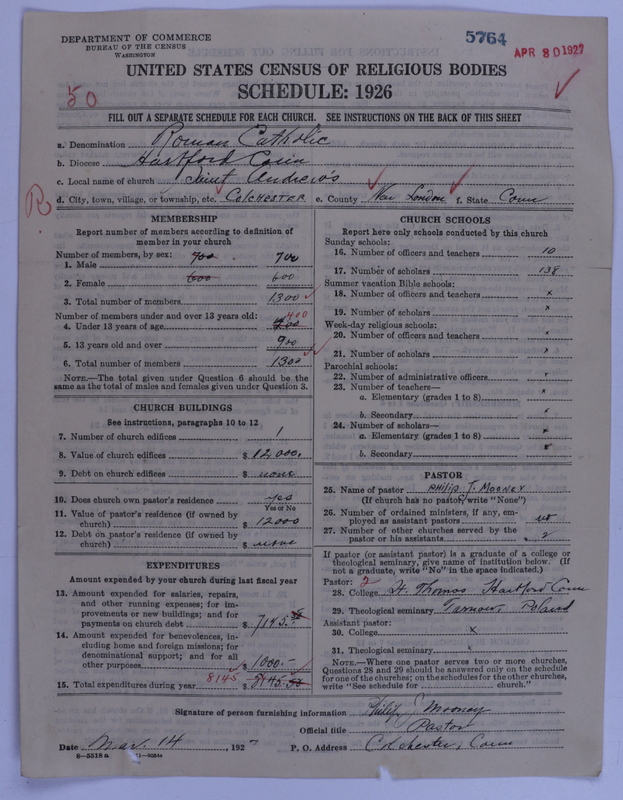 DEPARTMENT OF COMMERCE
BUREAU OF THE CENSUS
WASHINGTON
5764
APR 30 1927
UNITED STATES CENSUS OF RELIGIOUS BODIES
SCHEDULE: 1926
50
FILL OUT A SEPARATE SCHEDULE FOR EACH CHURCH. SEE INSTRUCTIONS ON THE BACK OF THIS SHEET
a. Denomination Roman Catholic
b. Diocese Hartford Conn
c. Local name of church Saint Andrew's
d. City, town, village, or township, etc. COLCHESTER e. County New London f. State Conn
R
MEMBERSHIP
Report number of members according to definition of
member in your church
Number of members, by sex:
1. Male 700 700
2. Female 600 600
3. Total number of members 1300
Number of members under and over 13 years old:
4. Under 13 years of age 400
5. 13 years old and over 900
6. Total number of members 1300
NOTE.—The total given under Question 6 should be the
same as the total of males and females given under Question 3.
CHURCH BUILDINGS
See instructions, paragraphs 10 to 12
7. Number of church edifices 1
8. Value of church edifices $ 12,000.
9. Debt on church edifices $ none
10. Does church own pastor's residence yes
Yes or No
11. Value of pastor's residence (if owned by
church) $ 12000
12. Debt on pastor's residence (if owned by
church) $ none
EXPENDITURES
Amount expended by your church during last fiscal year
13. Amount expended for salaries, repairs,
and other running expenses; for im-
provements or new buildings; and for
payments on church debt $ 7145.
14. Amount expended for benevolences, in-
cluding home and foreign missions; for
denominational support; and for all
other purposes $ 1000.–
15. Total expenditures during year 8145 $ 8145.
CHURCH SCHOOLS
Report here only schools conducted by this church
Sunday schools:
16. Number of officers and teachers 10
17. Number of scholars 138
Summer vacation Bible schools:
18. Number of officers and teachers x
19. Number of scholars x
Week-day religious schools:
20. Number of officers and teachers x
21. Number of scholars x
Parochial schools:
22. Number of administrative officers x
23. Number of teachers—
a. Elementary (grades 1 to 8) x
b. Secondary x
24. Number of scholars—
a. Elementary (grades 1 to 8) x
b. Secondary x
PASTOR
25. Name of pastor PHILIP J. MOONEY
(If church has no pastor, write "None")
26. Number of ordained ministers, if any, em-
ployed as assistant pastors no
27. Number of other churches served by the
pastor or his assistants 2
If pastor (or assistant pastor) is a graduate of a college or
theological seminary, give name of institution below. (If
not a graduate, write "No" in the space indicated.)
Pastor: 2
28. College St. Thomas Hartford Conn
29. Theological seminary Poland
Assistant pastor:
30. College x
31. Theological seminary x
NOTE.—Where one pastor serves two or more churches,
Questions 28 and 29 should be answered only on the schedule
for one of the churches; on the schedules for the other churches,
write "See schedule for church."
Signature of person furnishing information Philip J Mooney
Official title Pastor
Date Mar. 14, 1927 P. O. Address Colchester, Conn
8—5518 a